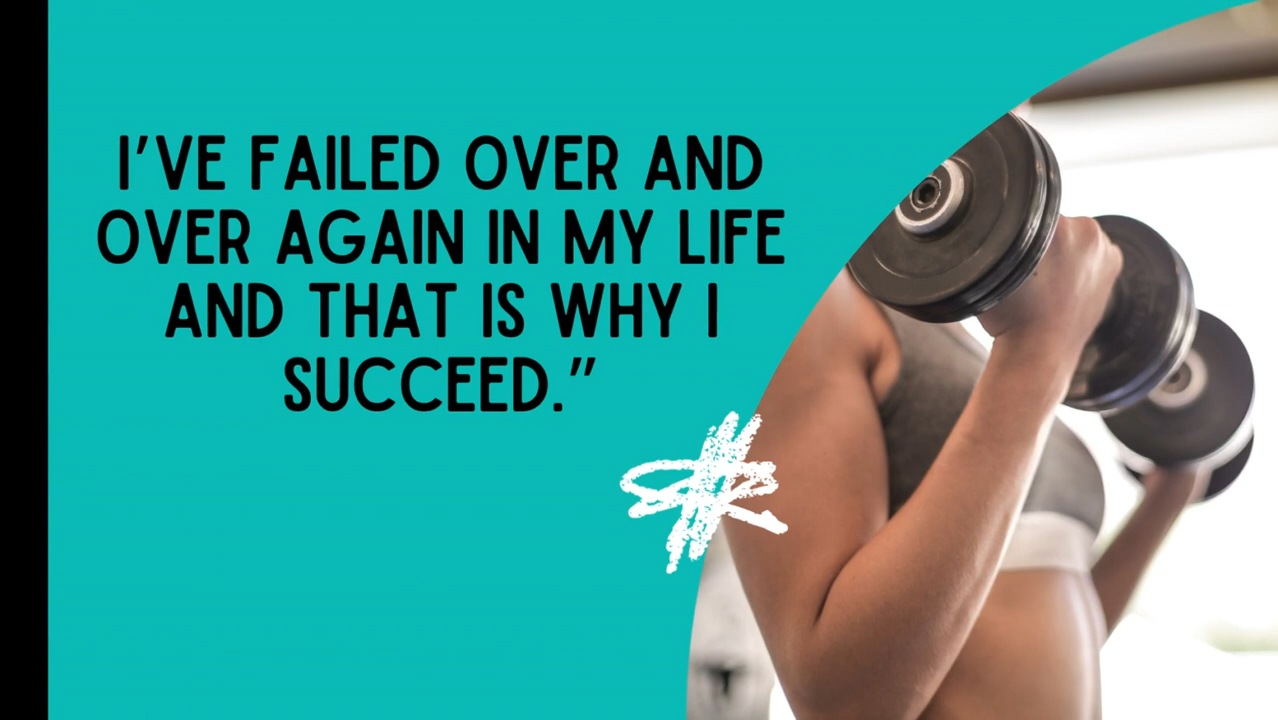 I'VE FAILED OVER AND
OVER AGAIN IN MY LIFE
AND THAT IS WHY I
SUCCEED."